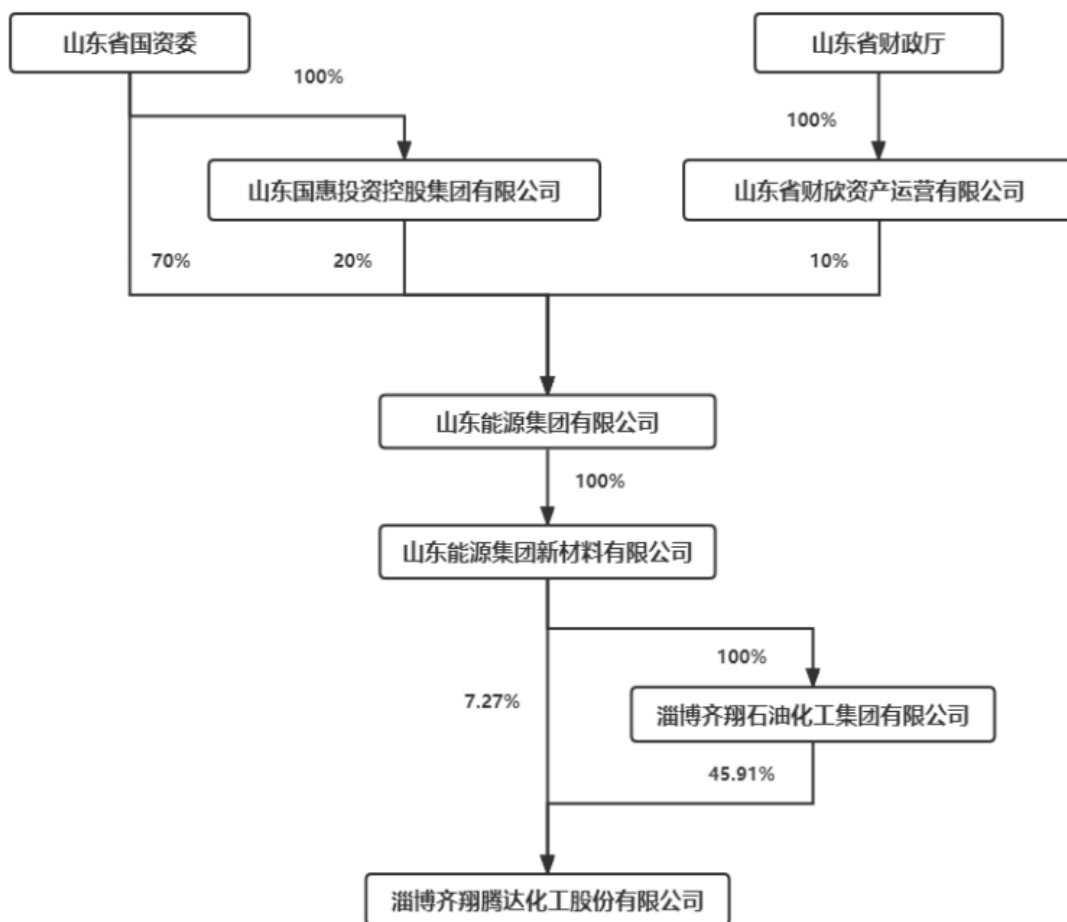 山东省国资委
山东省财政厅
100%
100%
山东国惠投资控股集团有限公司
山东省财欣资产运营有限公司
70%
20%
10%
山东能源集团有限公司
100%
山东能源集团新材料有限公司
100%
7.27%
淄博齐翔石油化工集团有限公司
45.91%
淄博齐翔腾达化工股份有限公司